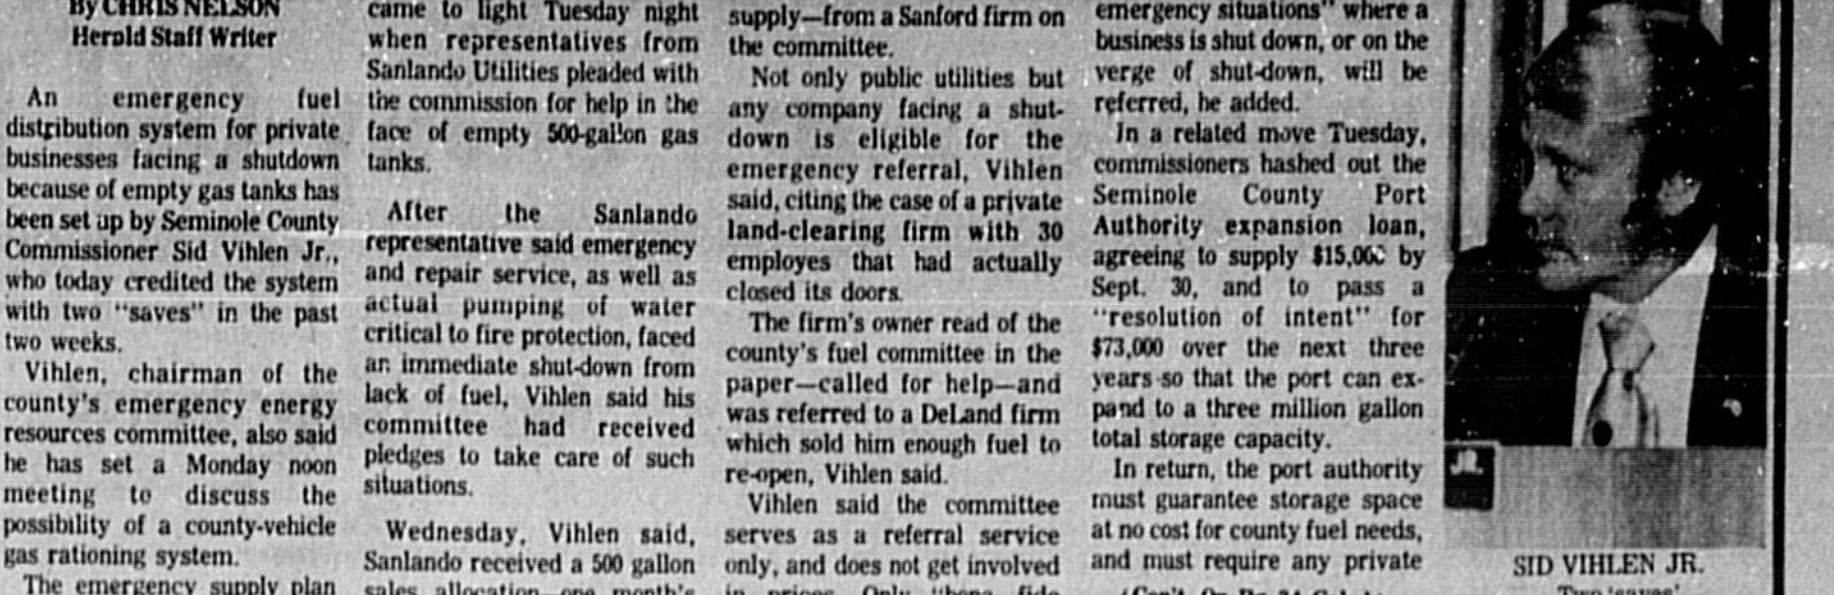 By CHRIS NELSON
Herald Staff Writer
An emergency fuel
distribution system for private
businesses facing a shutdown
because of empty gas tanks has
been set up by Seminole County
Commissioner Sid Vihlen Jr.,
who today credited the system
with two "saves" in the past
two weeks.
Vihlen, chairman of the
county's emergency energy
resources committee, also said
he has set a Monday noon
meeting to discuss the
possibility of a county-vehicle
gas rationing system.
The emergency supply plan
came to light Tuesday night
when representatives from
Sanlando Utilities pleaded with
the commission for help in the
face of empty 500-gallon gas
tanks.
After the Sanlando
representative said emergency
and repair service, as well as
actual pumping of water
critical to fire protection, faced
an immediate shut-down from
lack of fuel, Vihlen said his
committee had received
pledges to take care of such
situations.
Wednesday, Vihlen said,
Sanlando received a 500 gallon
sales allocation—one month's
supply—from a Sanford firm on
the committee.
Not only public utilities but
any company facing a shut-
down is eligible for the
emergency referral, Vihlen
said, citing the case of a private
land-clearing firm with 30
employes that had actually
closed its doors.
The firm's owner read of the
county's fuel committee in the
paper—called for help—and
was referred to a DeLand firm
which sold him enough fuel to
re-open, Vihlen said.
Vihlen said the committee
serves as a referral service
only, and does not get involved
in prices. Only "bona fide
emergency situations" where a
business is shut down, or on the
verge of shut-down, will be
referred, he added.
In a related move Tuesday,
commissioners hashed out the
Seminole County Port
Authority expansion loan,
agreeing to supply $15,000 by
Sept. 30, and to pass a
"resolution of intent" for
$73,000 over the next three
years so that the port can ex-
pand to a three million gallon
total storage capacity.
In return, the port authority
must guarantee storage space
at no cost for county fuel needs,
and must require any private
SID VIHLEN JR.
Two 'saves'